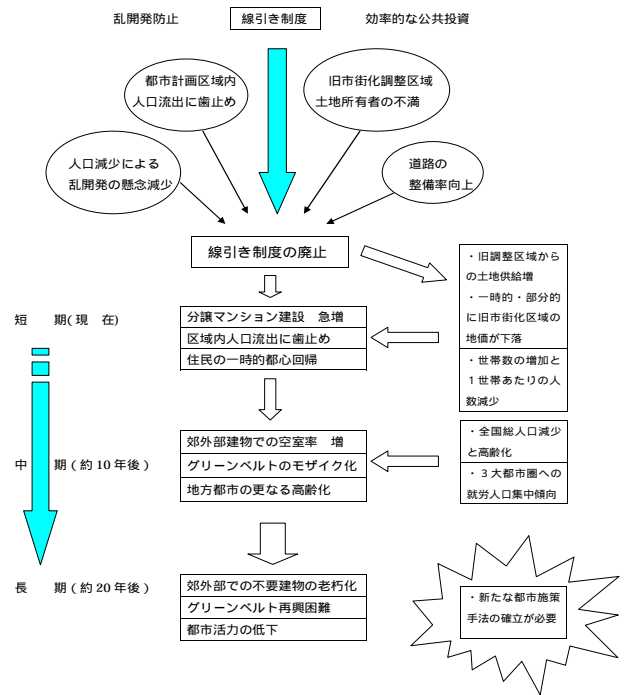 乱開発防止
線引き制度
効率的な公共投資
都市計画区域内
人口流出に歯止め
旧市街化調整区域
土地所有者の不満
人口減少による
乱開発の懸念減少
道路の
整備率向上
線引き制度の廃止
・旧調整区域から
の土地供給増
・一時的・部分的
に旧市街化区域の
地価が下落
・世帯数の増加と
1世帯あたりの人
数減少
短 期(現 在)
分譲マンション建設 急増
区域内人口流出に歯止め
住民の一時的都心回帰
中 期(約10年後)
郊外部建物での空室率 増
グリーンベルトのモザイク化
地方都市の更なる高齢化
・全国総人口減少
と高齢化
・3大都市圏への
就労人口集中傾向
長 期(約20年後)
郊外部での不要建物の老朽化
グリーンベルト再興困難
都市活力の低下
・新たな都市施策
手法の確立が必要